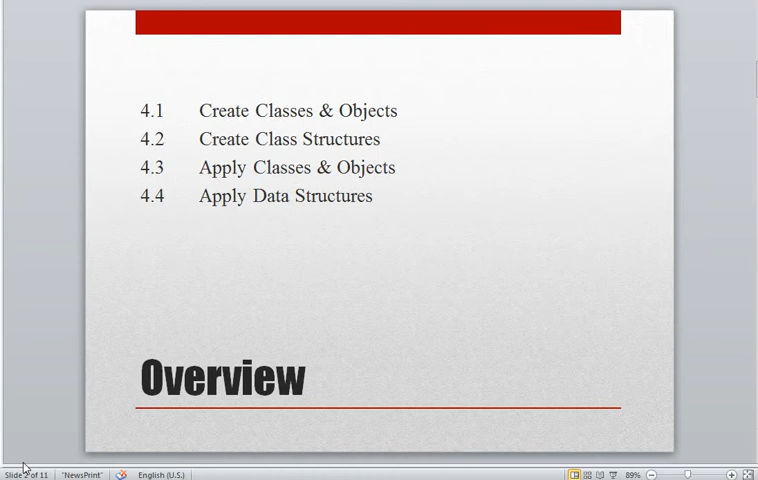 4.1 Create Classes & Objects
4.2 Create Class Structures
4.3 Apply Classes & Objects
4.4 Apply Data Structures
Overview
Slide 2 of 11 "NewsPrint" English (U.S.) 89%